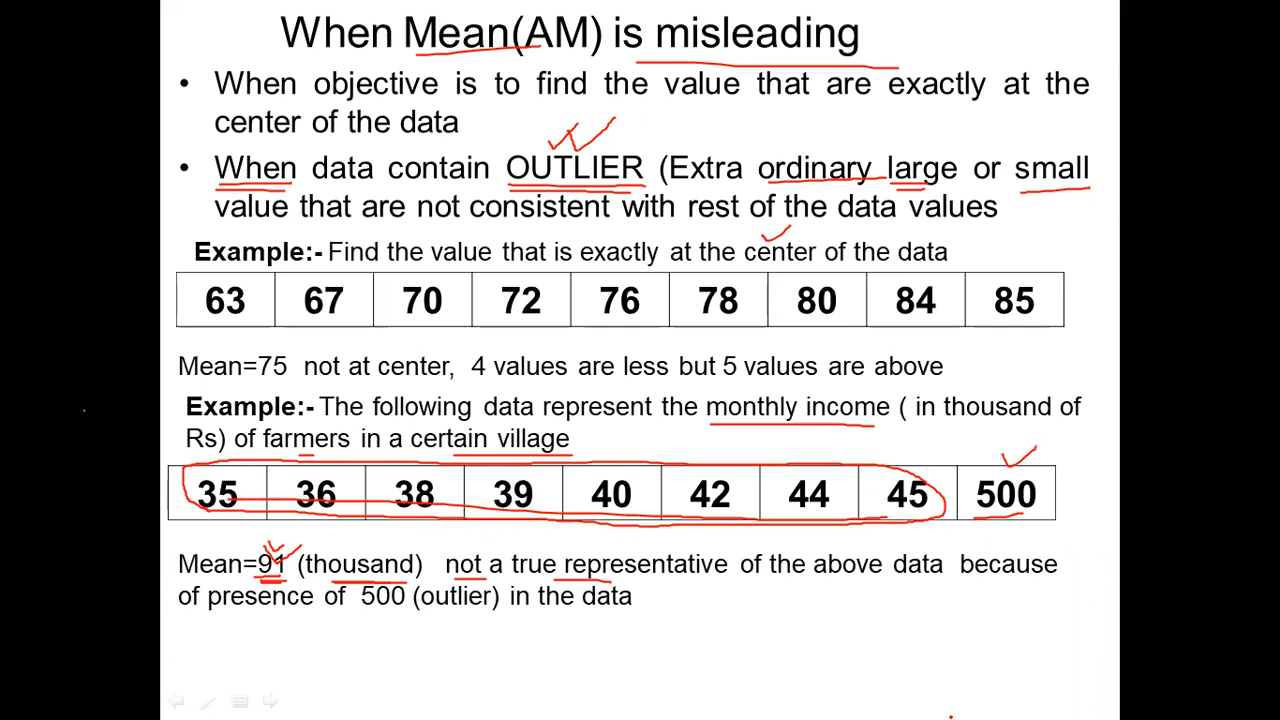 When Mean(AM) is misleading
• When objective is to find the value that are exactly at the
center of the data
• When data contain OUTLIER (Extra ordinary large or small
value that are not consistent with rest of the data values
Example:- Find the value that is exactly at the center of the data
63 67 70 72 76 78 80 84 85
Mean=75 not at center, 4 values are less but 5 values are above
Example:- The following data represent the monthly income ( in thousand of
Rs) of farmers in a certain village
35 36 38 39 40 42 44 45 500
Mean=91 (thousand) not a true representative of the above data because
of presence of 500 (outlier) in the data